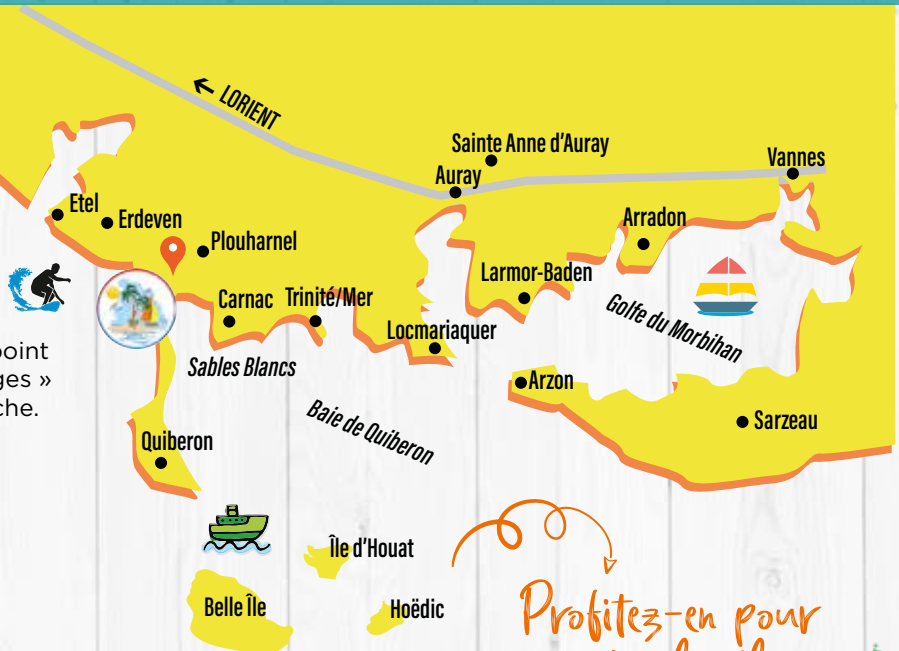 ← LORIENT
Sainte Anne d'Auray
Auray
Vannes
Etel
Erdeven
Plouharnel
Arradon
Larmor-Baden
Carnac
Trinité/Mer
Golfe du Morbihan
Locmariaquer
Sables Blancs
point
ges »
che.
Arzon
Baie de Quiberon
Sarzeau
Quiberon
Île d'Houat
Belle Île
Hoëdic
Profitez-en pour